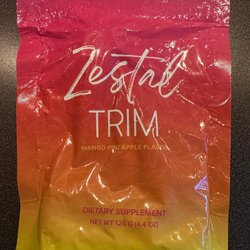 Zestal
TRIM
MANGO PINEAPPLE FLAVOR
DIETARY SUPPLEMENT
NET WT 126 G (4.4 OZ)